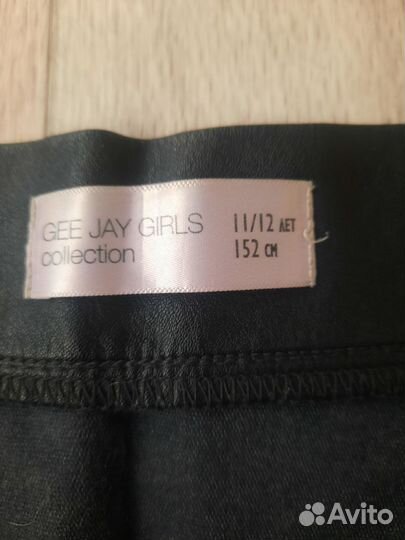 GEE JAY GIRLS
collection
11/12 ЛЕТ
152 СМ
Avito